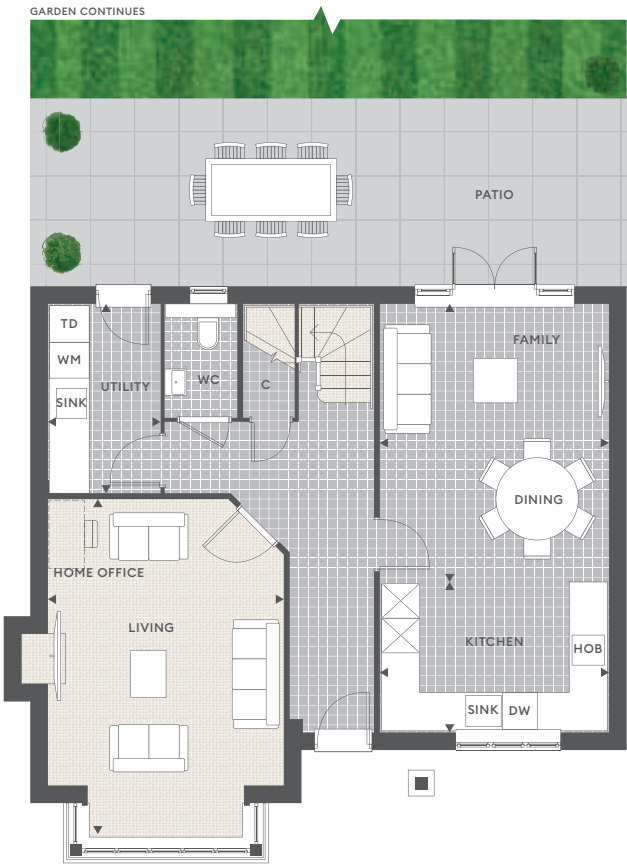 GARDEN CONTINUES
PATIO
TD
FAMILY
WM
WC
C
UTILITY
SINK
DINING
HOME OFFICE
LIVING
KITCHEN
HOB
SINK
DW